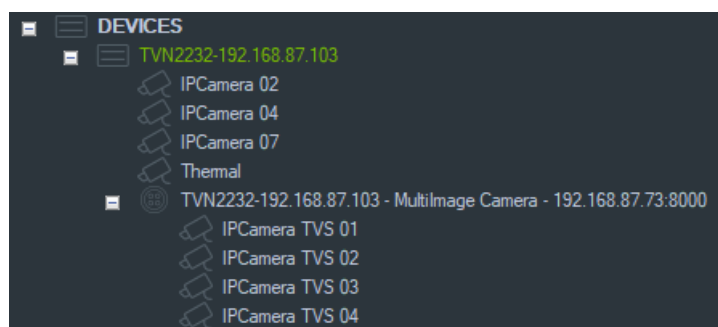 DEVICES
TVN2232-192.168.87.103
IPCamera 02
IPCamera 04
IPCamera 07
Thermal
TVN2232-192.168.87.103 - MultiImage Camera - 192.168.87.73:8000
IPCamera TVS 01
IPCamera TVS 02
IPCamera TVS 03
IPCamera TVS 04